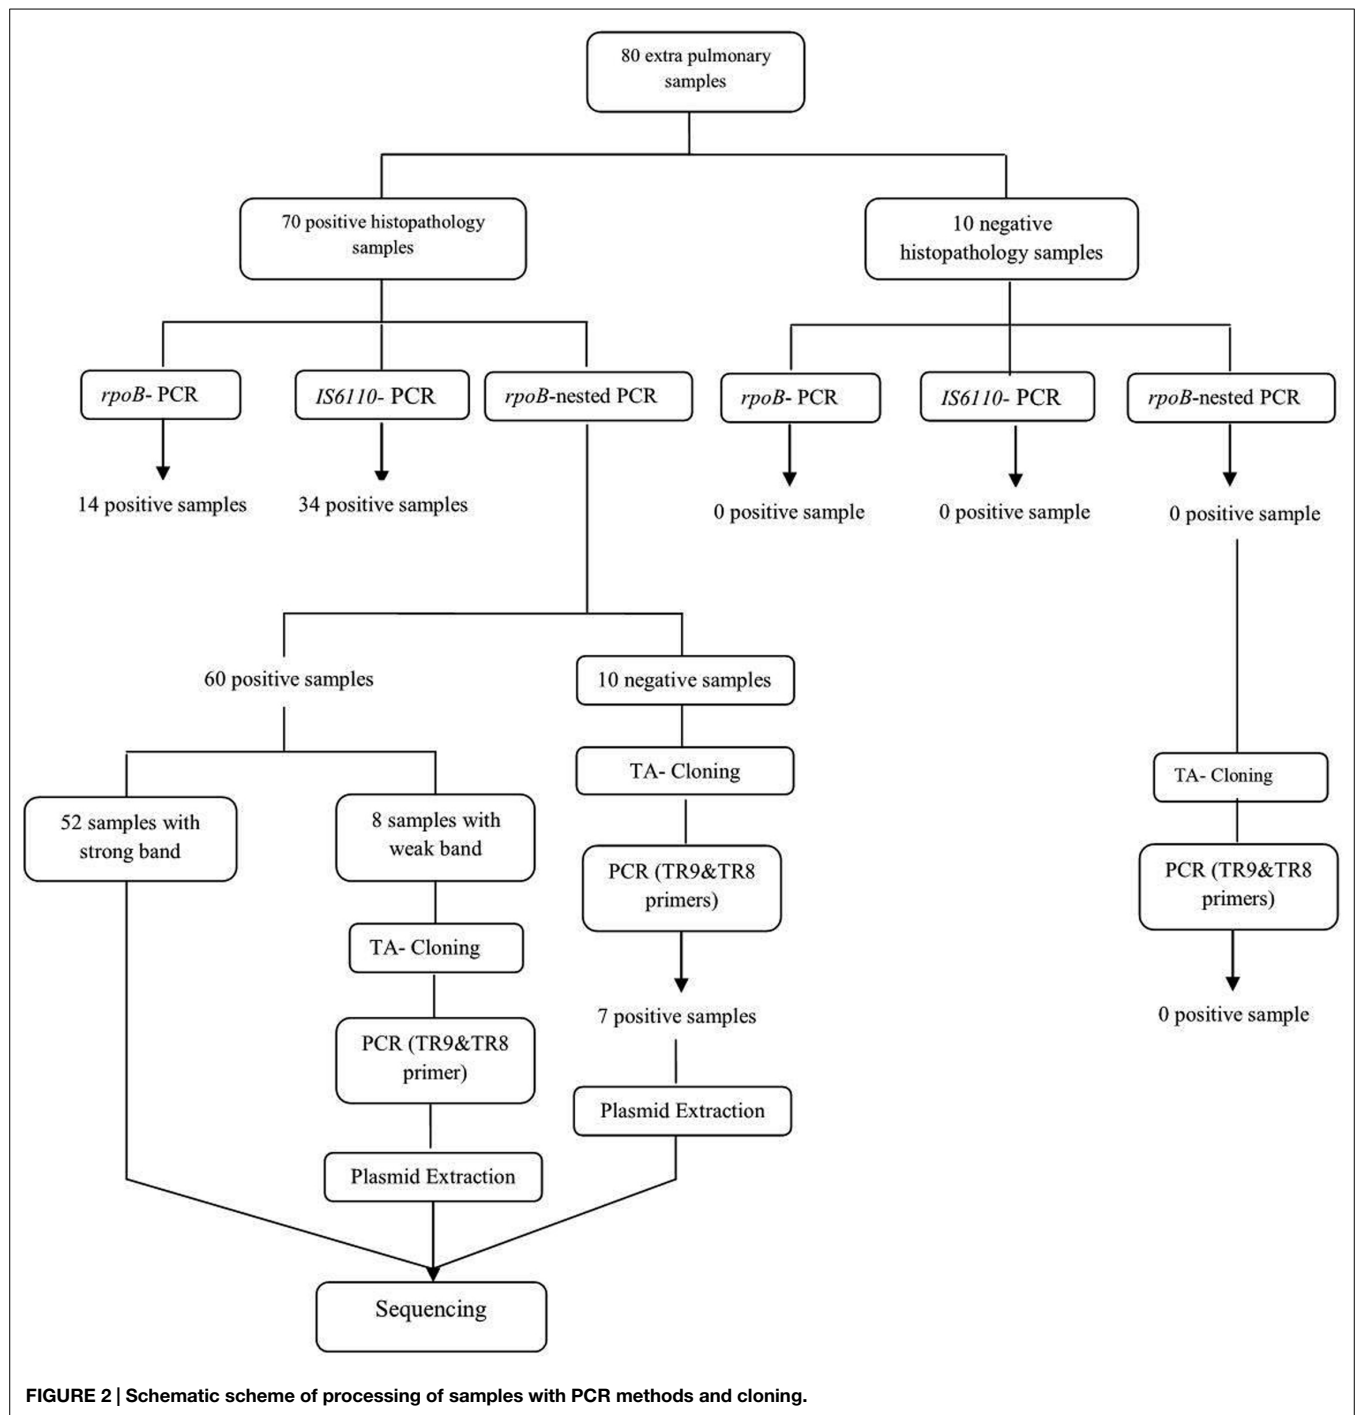 80 extra pulmonary
samples
70 positive histopathology
samples
10 negative
histopathology samples
rpoB- PCR
IS6110- PCR
rpoB-nested PCR
rpoB- PCR
IS6110- PCR
rpoB-nested PCR
14 positive samples
34 positive samples
0 positive sample
0 positive sample
0 positive sample
60 positive samples
10 negative samples
TA- Cloning
TA- Cloning
52 samples with
strong band
8 samples with
weak band
PCR (TR9&TR8
primers)
PCR (TR9&TR8
primers)
TA- Cloning
7 positive samples
0 positive sample
PCR (TR9&TR8
primer)
Plasmid Extraction
Plasmid Extraction
Sequencing
FIGURE 2 | Schematic scheme of processing of samples with PCR methods and cloning.